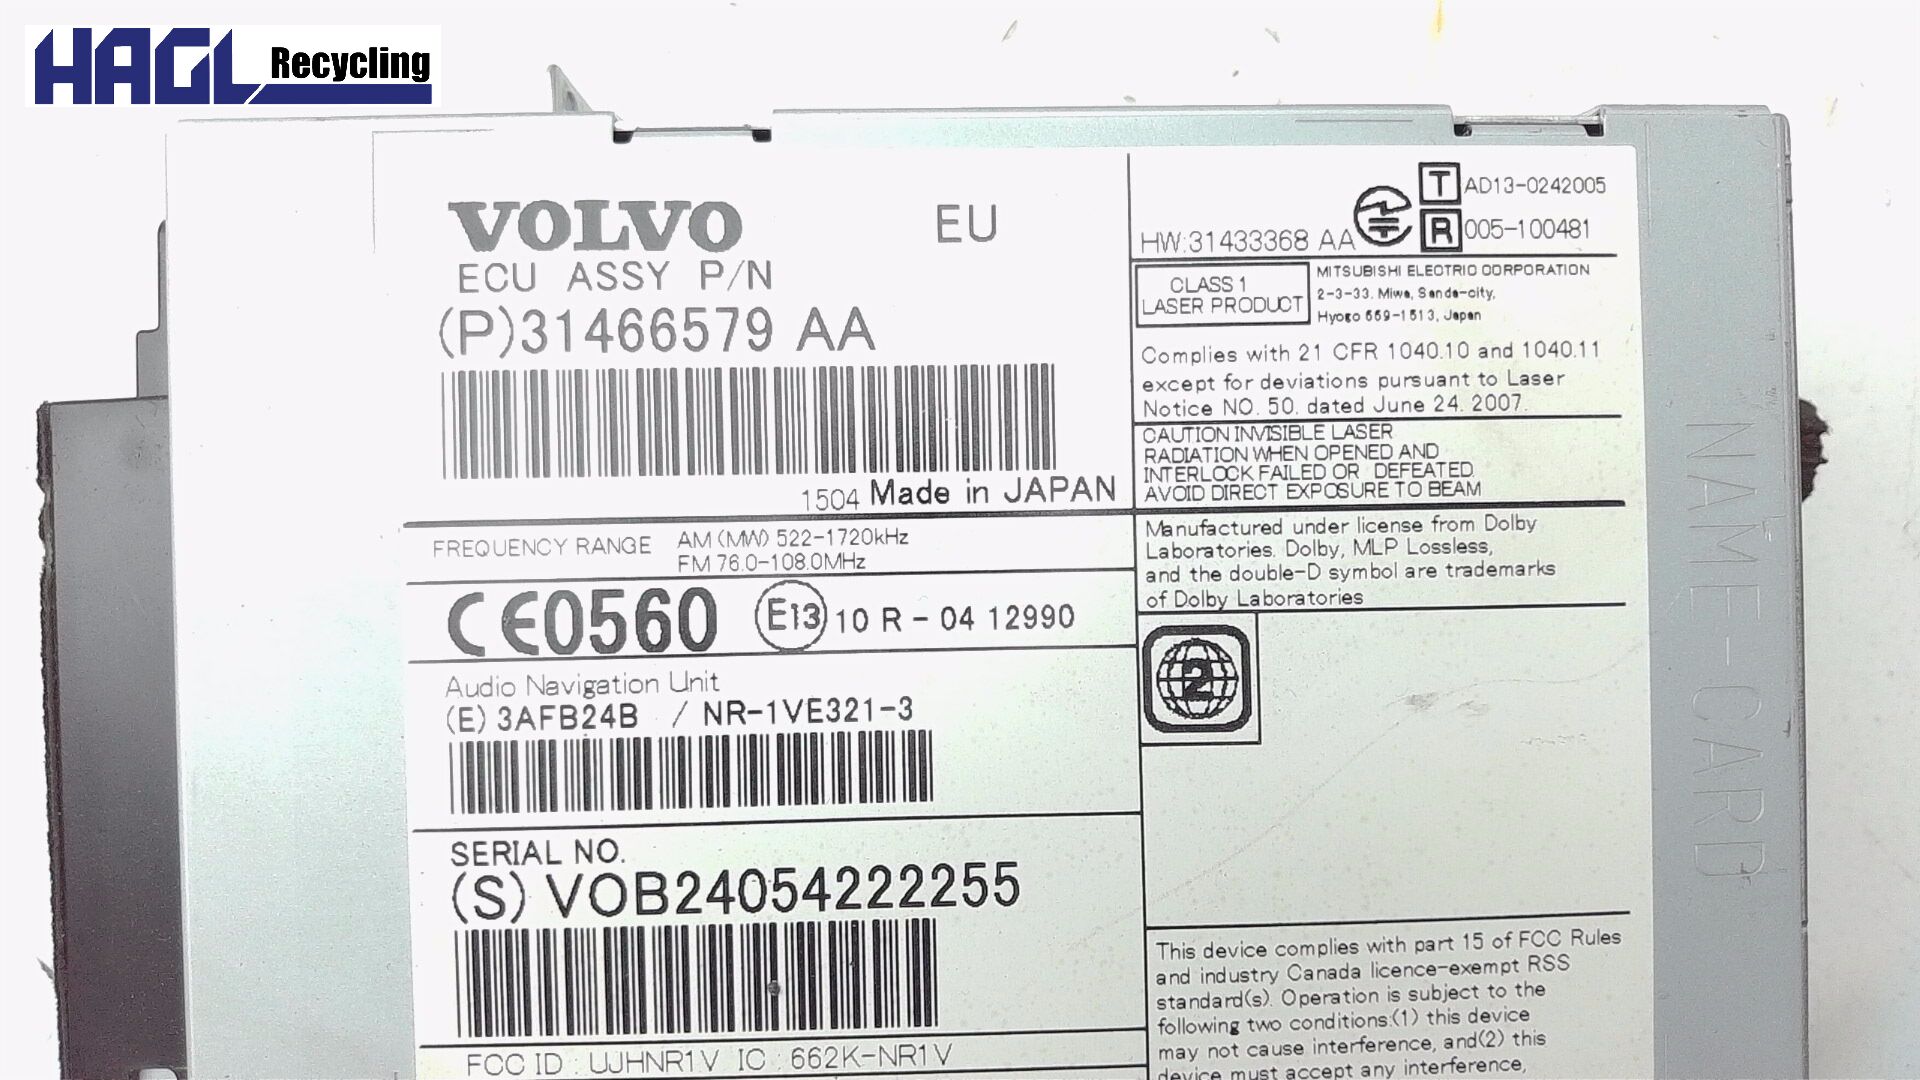 HAGL Recycling
VOLVO EU
ECU ASSY P/N
(P)31466579 AA
1504 Made in JAPAN
FREQUENCY RANGE AM (MW) 522-1720kHz
FM 76.0-108.0MHz
CE0560 E13 10 R - 04 12990
Audio Navigation Unit
(E) 3AFB24B / NR-1VE321-3
SERIAL NO.
(S) VOB24054222255
FCC ID : UJHNR1V IC : 662K-NR1V
T AD13-0242005
R 005-100481
HW:31433368 AA
CLASS 1
LASER PRODUCT
MITSUBISHI ELECTRIC CORPORATION
2-3-33, Miwa, Sanda-city,
Hyogo 669-1513, Japan
Complies with 21 CFR 1040.10 and 1040.11
except for deviations pursuant to Laser
Notice NO. 50, dated June 24. 2007.
CAUTION INVISIBLE LASER
RADIATION WHEN OPENED AND
INTERLOCK FAILED OR DEFEATED.
AVOID DIRECT EXPOSURE TO BEAM
Manufactured under license from Dolby
Laboratories. Dolby, MLP Lossless,
and the double-D symbol are trademarks
of Dolby Laboratories
2
This device complies with part 15 of FCC Rules
and industry Canada licence-exempt RSS
standard(s). Operation is subject to the
following two conditions:(1) this device
may not cause interference, and(2) this
device must accept any interference,
NAME-CARD